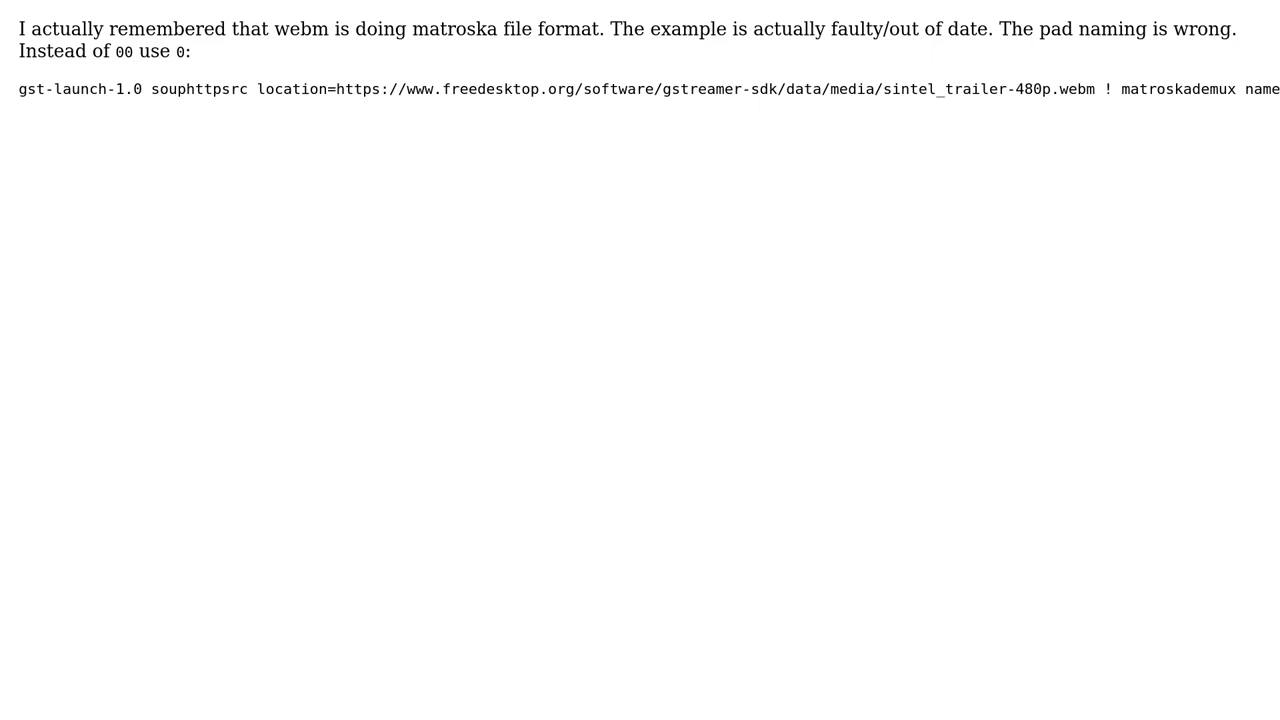 I actually remembered that webm is doing matroska file format. The example is actually faulty/out of date. The pad naming is wrong.
Instead of 00 use 0:
gst-launch-1.0 souphttpsrc location=https://www.freedesktop.org/software/gstreamer-sdk/data/media/sintel_trailer-480p.webm ! matroskademux name